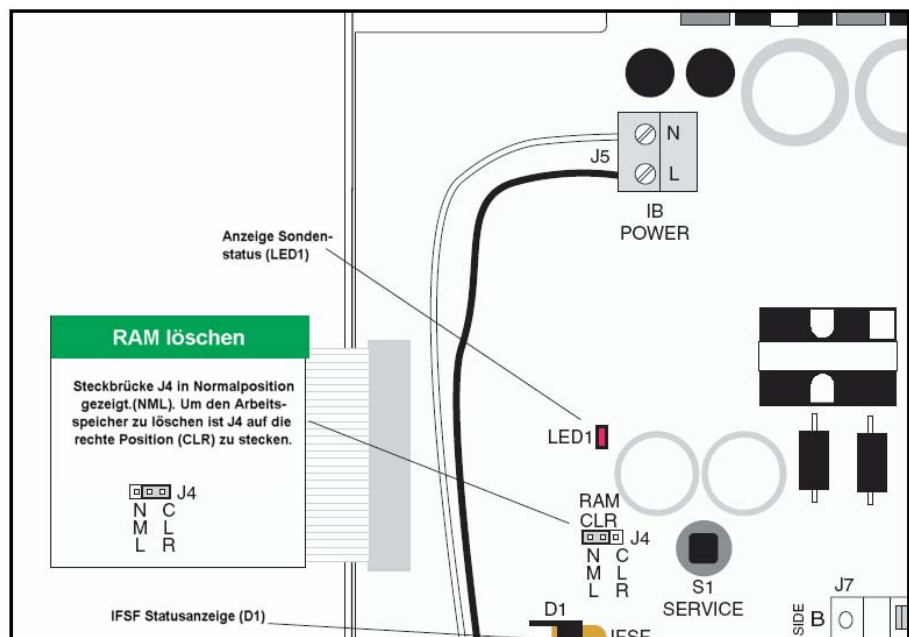 N
J5
L
IB
POWER
Anzeige Sonden-
status (LED1)
RAM löschen
Steckbrücke J4 in Normalposition
gezeigt.(NML). Um den Arbeits-
speicher zu löschen ist J4 auf die
rechte Position (CLR) zu stecken.
J4
N C
M L
L R
LED1
RAM
CLR
J4
N C
M L
L R
S1
SERVICE
J7
SIDE
B
IFSF Statusanzeige (D1)
D1
IFSF